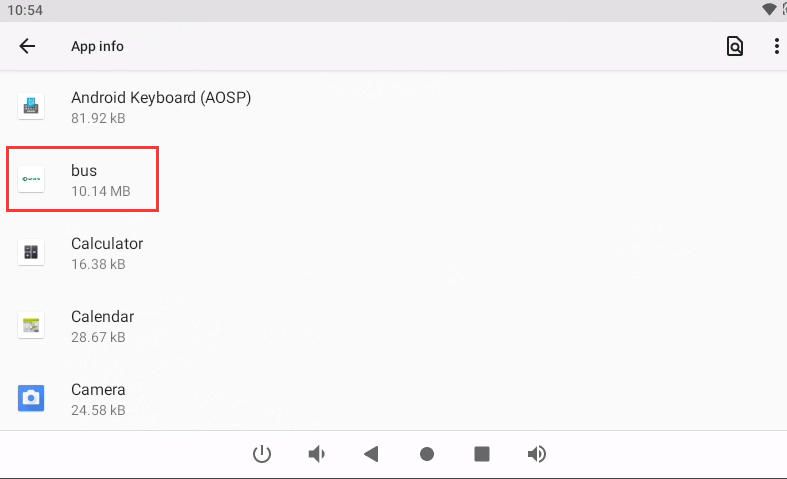 10:54
App info
Android Keyboard (AOSP)
81.92 kB
bus
10.14 MB
Calculator
16.38 kB
Calendar
28.67 kB
Camera
24.58 kB